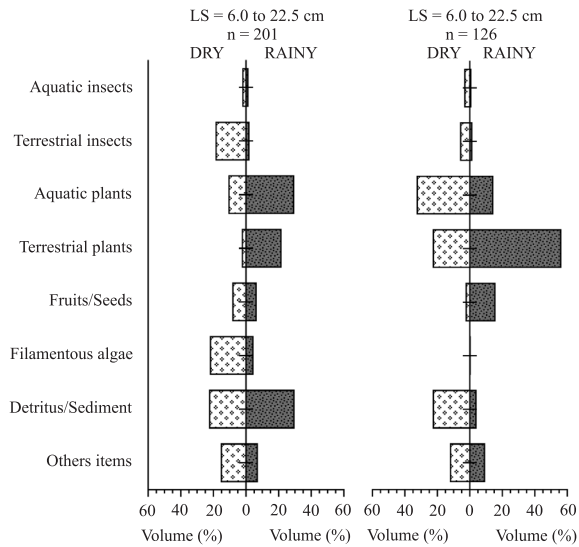 LS = 6.0 to 22.5 cm
n = 201
DRY RAINY
LS = 6.0 to 22.5 cm
n = 126
DRY RAINY
Aquatic insects
Terrestrial insects
Aquatic plants
Terrestrial plants
Fruits/Seeds
Filamentous algae
Detritus/Sediment
Others items
60 40 20 0 20 40 60
Volume (%) Volume (%)
60 40 20 0 20 40 60
Volume (%) Volume (%)